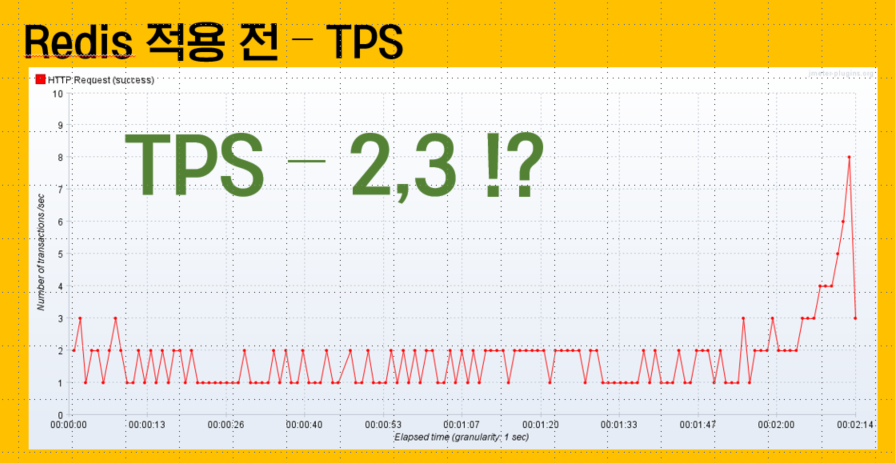 Redis 적용 전 – TPS
HTTP Request (success)
jmeter-plugins.org
TPS – 2,3 !?
10
9
8
7
6
5
4
3
2
1
0
Number of transactions /sec
00:00:00 00:00:13 00:00:26 00:00:40 00:00:53 00:01:07 00:01:20 00:01:33 00:01:47 00:02:00 00:02:14
Elapsed time (granularity: 1 sec)